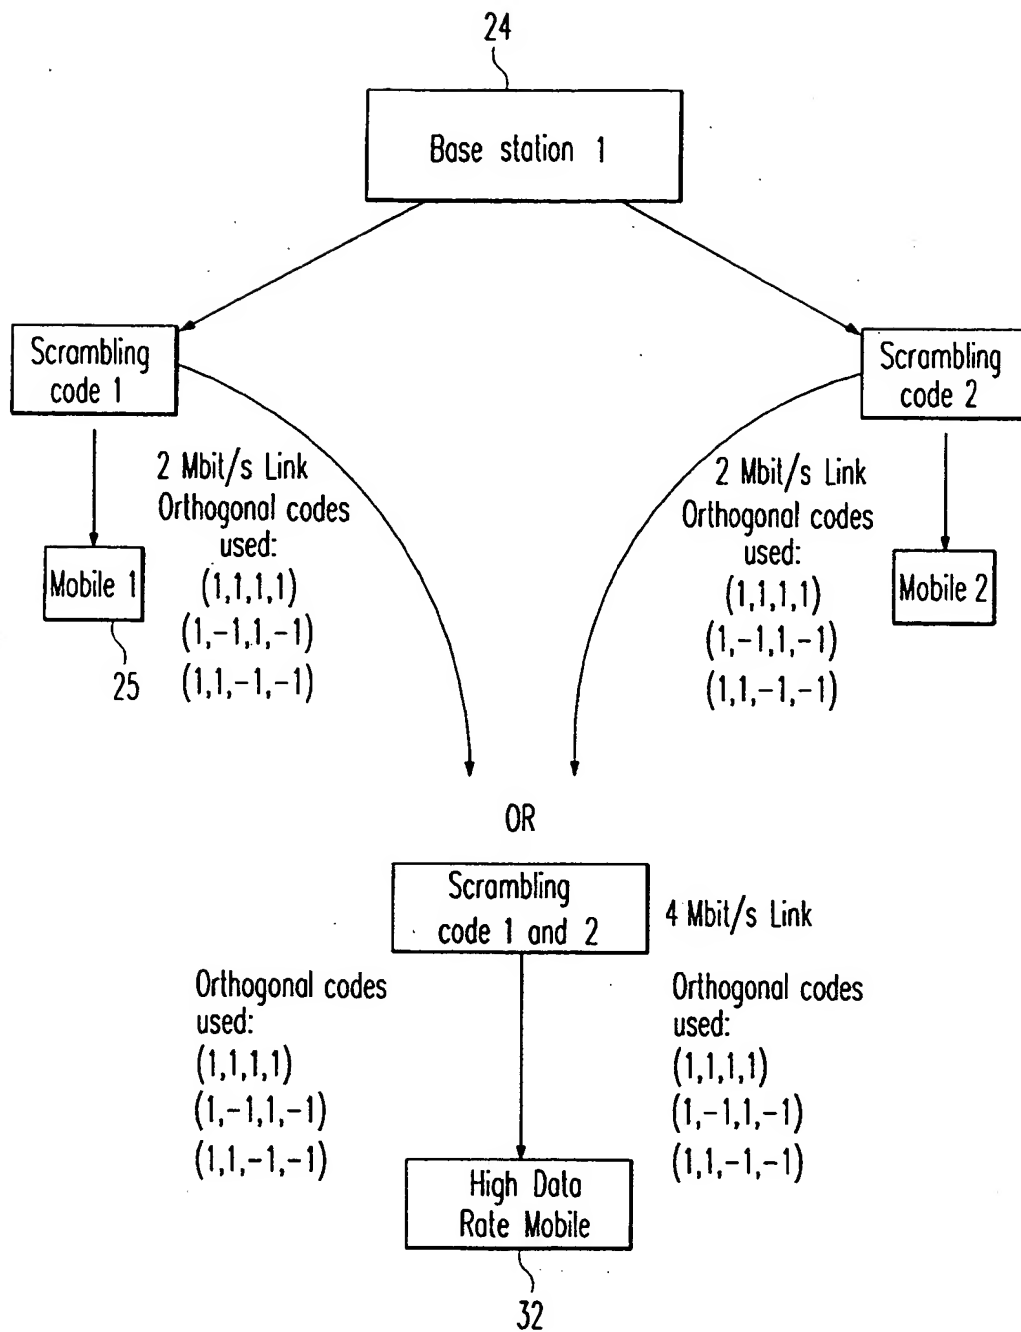 24
Base station 1
Scrambling
code 1
Scrambling
code 2
2 Mbit/s Link
Orthogonal codes
used:
(1,1,1,1)
(1,-1,1,-1)
(1,1,-1,-1)
2 Mbit/s Link
Orthogonal codes
used:
(1,1,1,1)
(1,-1,1,-1)
(1,1,-1,-1)
Mobile 1
25
Mobile 2
OR
Scrambling
code 1 and 2
4 Mbit/s Link
Orthogonal codes
used:
(1,1,1,1)
(1,-1,1,-1)
(1,1,-1,-1)
Orthogonal codes
used:
(1,1,1,1)
(1,-1,1,-1)
(1,1,-1,-1)
High Data
Rate Mobile
32